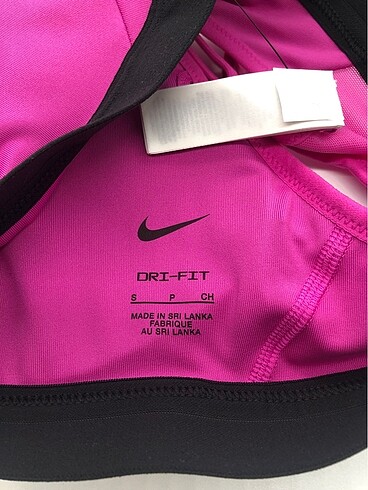 DRI-FIT
S P CH
MADE IN SRI LANKA
FABRIQUE
AU SRI LANKA